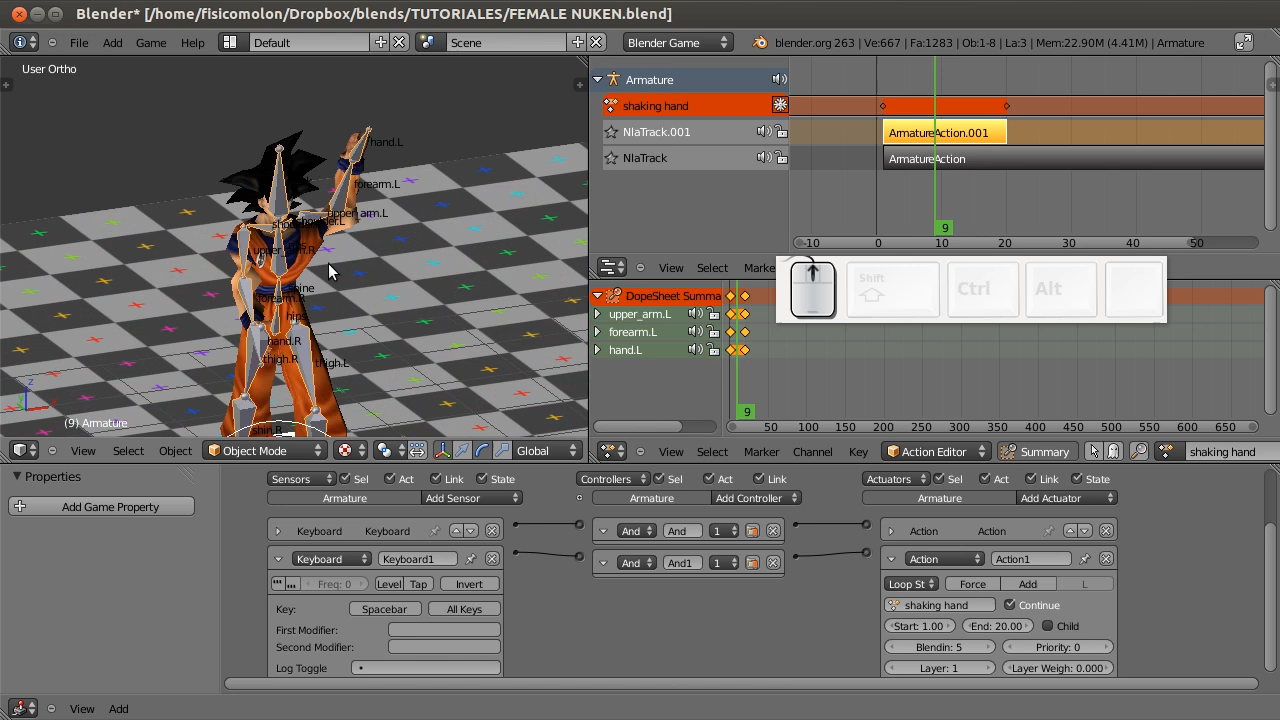 Blender* [/home/fisicomolon/Dropbox/blends/TUTORIALES/FEMALE NUKEN.blend]
File Add Game Help Default Scene Blender Game blender.org 263 | Ve:667 | Fa:1283 | Ob:1-8 | La:3 | Mem:22.90M (4.41M) | Armature
User Ortho
hand.L
forearm.L
upper_arm.R
forearm.R
hips
hand.R
thigh.R
thigh.L
shin.R
z
(9) Armature
View Select Object Object Mode Global
Armature
shaking hand
NlaTrack.001 ArmatureAction.001
NlaTrack ArmatureAction
9
-10 0 10 20 30 40 50
View Select Marke
Shift
Ctrl Alt
DopeSheet Summa
upper_arm.L
forearm.L
hand.L
9
50 100 150 200 250 300 350 400 450 500 550 600 650
View Select Marker Channel Key Action Editor Summary shaking hand
Properties
Add Game Property
Sensors Sel Act Link State
Armature Add Sensor
Keyboard Keyboard
Keyboard Keyboard1
Freq: 0 Level Tap Invert
Key: Spacebar All Keys
First Modifier:
Second Modifier:
Log Toggle
Controllers Sel Act Link
Armature Add Controller
And And 1
And And1 1
Actuators Sel Act Link State
Armature Add Actuator
Action Action
Action Action1
Loop St Force Add L
shaking hand Continue
Start: 1.00 End: 20.00 Child
Blendin: 5 Priority: 0
Layer: 1 Layer Weigh: 0.000
View Add